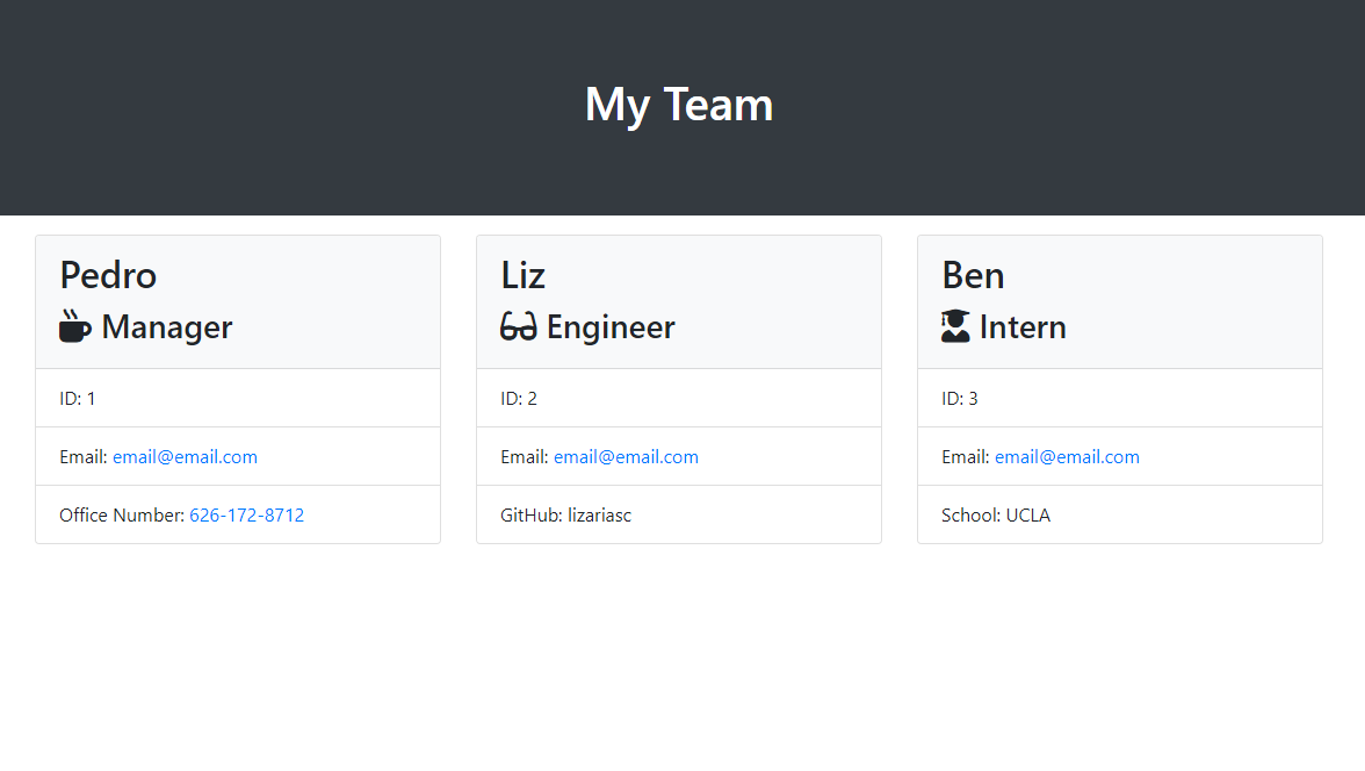 My Team
Pedro
Manager
ID: 1
Email: email@email.com
Office Number: 626-172-8712
Liz
Engineer
ID: 2
Email: email@email.com
GitHub: lizariasc
Ben
Intern
ID: 3
Email: email@email.com
School: UCLA